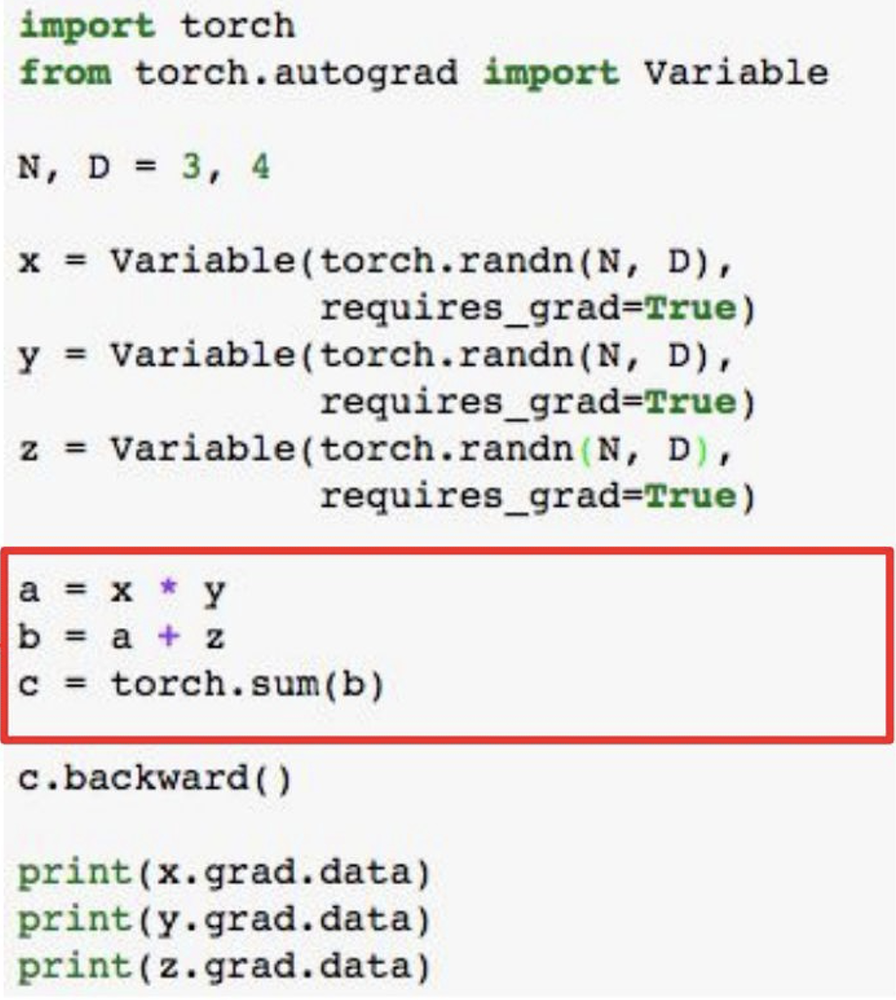 import torch
from torch.autograd import Variable
N, D = 3, 4
x = Variable(torch.randn(N, D),
requires_grad=True)
y = Variable(torch.randn(N, D),
requires_grad=True)
z = Variable(torch.randn(N, D),
requires_grad=True)
a = x * y
b = a + z
c = torch.sum(b)
c.backward()
print(x.grad.data)
print(y.grad.data)
print(z.grad.data)